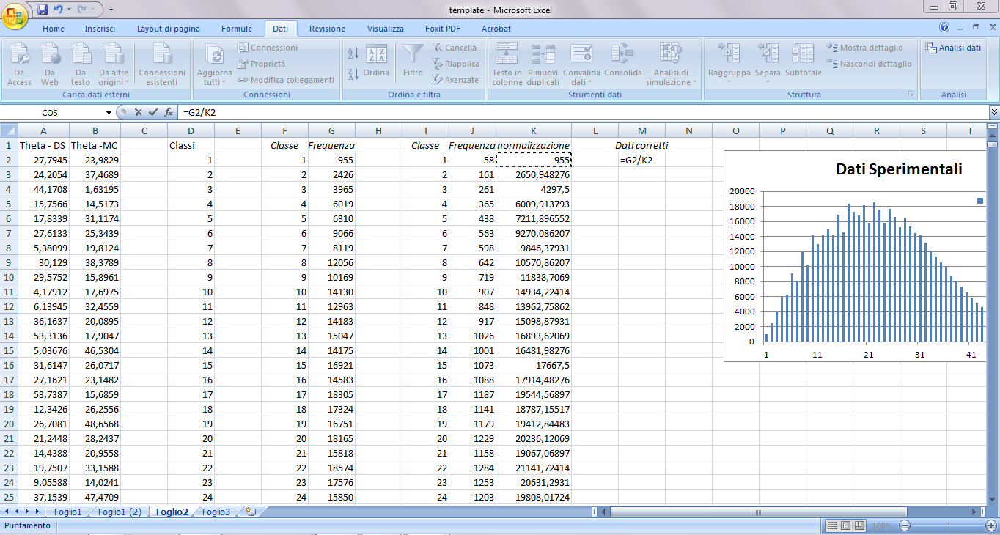 template - Microsoft Excel
Home Inserisci Layout di pagina Formule Dati Revisione Visualizza Foxit PDF Acrobat
Da Access
Da Web
Da testo
Da altre origini
Connessioni esistenti
Carica dati esterni
Aggiorna tutti
Connessioni
Proprietà
Modifica collegamenti
Connessioni
Ordina
Filtro
Cancella
Riapplica
Avanzate
Ordina e filtra
Testo in colonne
Rimuovi duplicati
Convalida dati
Consolida
Analisi di simulazione
Strumenti dati
Raggruppa
Separa
Subtotale
Mostra dettaglio
Nascondi dettaglio
Struttura
Analisi dati
Analisi
COS =G2/K2
A B C D E F G H I J K L M N O P Q R S T
1 Theta - DS Theta -MC Classi Classe Frequenza Classe Frequenza normalizzazione Dati corretti
2 27,7945 23,9829 1 1 955 1 58 955 =G2/K2
3 24,2054 37,4689 2 2 2426 2 161 2650,948276
4 44,1708 1,63195 3 3 3965 3 261 4297,5
5 15,7566 14,5173 4 4 6019 4 365 6009,913793
6 17,8339 31,1174 5 5 6310 5 438 7211,896552
7 27,6133 25,3439 6 6 9066 6 563 9270,086207
8 5,38099 19,8124 7 7 8119 7 598 9846,37931
9 30,129 38,3789 8 8 12056 8 642 10570,86207
10 29,5752 15,8961 9 9 10169 9 719 11838,7069
11 4,17912 17,6975 10 10 14130 10 907 14934,22414
12 6,13945 32,4559 11 11 12963 11 848 13962,75862
13 36,1637 20,0895 12 12 14183 12 917 15098,87931
14 53,3136 17,9047 13 13 15047 13 1026 16893,62069
15 5,03676 46,5304 14 14 14175 14 1001 16481,98276
16 31,6147 26,0717 15 15 16921 15 1073 17667,5
17 27,1621 23,1482 16 16 14583 16 1088 17914,48276
18 53,7387 15,6859 17 17 18305 17 1187 19544,56897
19 12,3426 26,2556 18 18 17324 18 1141 18787,15517
20 26,7081 48,6568 19 19 16751 19 1179 19412,84483
21 21,2448 28,2437 20 20 18165 20 1229 20236,12069
22 14,4388 20,9558 21 21 15818 21 1158 19067,06897
23 19,7507 33,1588 22 22 18574 22 1284 21141,72414
24 9,05588 14,0241 23 23 17576 23 1253 20631,2931
25 37,1539 47,4709 24 24 15850 24 1203 19808,01724
Dati Sperimentali
20000
18000
16000
14000
12000
10000
8000
6000
4000
2000
0
1 11 21 31 41
Foglio1 Foglio1 (2) Foglio2 Foglio3
Puntamento 100%